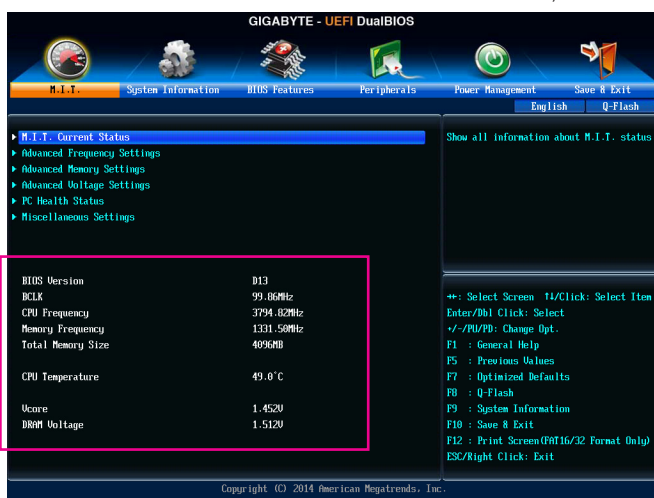 GIGABYTE - UEFI DualBIOS
M.I.T. System Information BIOS Features Peripherals Power Management Save & Exit
English Q-Flash
M.I.T. Current Status
Advanced Frequency Settings
Advanced Memory Settings
Advanced Voltage Settings
PC Health Status
Miscellaneous Settings
Show all information about M.I.T. status
BIOS Version D13
BCLK 99.86MHz
CPU Frequency 3794.82MHz
Memory Frequency 1331.50MHz
Total Memory Size 4096MB
CPU Temperature 49.0°C
Vcore 1.452V
DRAM Voltage 1.512V
→←: Select Screen ↑↓/Click: Select Item
Enter/Dbl Click: Select
+/-/PU/PD: Change Opt.
F1 : General Help
F5 : Previous Values
F7 : Optimized Defaults
F8 : Q-Flash
F9 : System Information
F10 : Save & Exit
F12 : Print Screen(FAT16/32 Format Only)
ESC/Right Click: Exit
Copyright (C) 2014 American Megatrends, Inc.